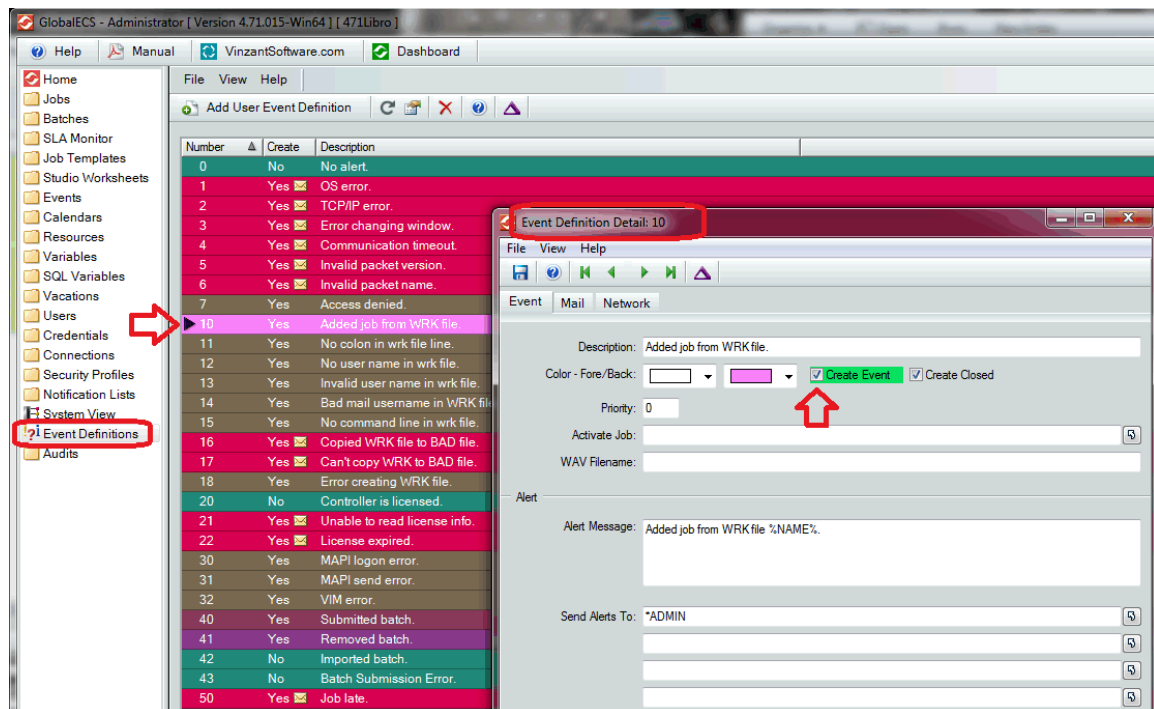 GlobalECS - Administrator [ Version 4.71.015-Win64 ] [ 471Libro ]
Help Manual VinzantSoftware.com Dashboard
Home
Jobs
Batches
SLA Monitor
Job Templates
Studio Worksheets
Events
Calendars
Resources
Variables
SQL Variables
Vacations
Users
Credentials
Connections
Security Profiles
Notification Lists
System View
Event Definitions
Audits
File View Help
Add User Event Definition
Number Create Description
0 No No alert.
1 Yes OS error.
2 Yes TCP/IP error.
3 Yes Error changing window.
4 Yes Communication timeout.
5 Yes Invalid packet version.
6 Yes Invalid packet name.
7 Yes Access denied.
10 Yes Added job from WRK file.
11 Yes No colon in wrk file line.
12 Yes No user name in wrk file.
13 Yes Invalid user name in wrk file.
14 Yes Bad mail username in WRK file
15 Yes No command line in wrk file.
16 Yes Copied WRK file to BAD file.
17 Yes Can't copy WRK to BAD file.
18 Yes Error creating WRK file.
20 No Controller is licensed.
21 Yes Unable to read license info.
22 Yes License expired.
30 Yes MAPI logon error.
31 Yes MAPI send error.
32 Yes VIM error.
40 Yes Submitted batch.
41 Yes Removed batch.
42 No Imported batch.
43 No Batch Submission Error.
50 Yes Job late.
Event Definition Detail: 10
File View Help
Event Mail Network
Description: Added job from WRK file.
Color - Fore/Back: Create Event Create Closed
Priority: 0
Activate Job:
WAV Filename:
Alert
Alert Message: Added job from WRK file %NAME%.
Send Alerts To: *ADMIN